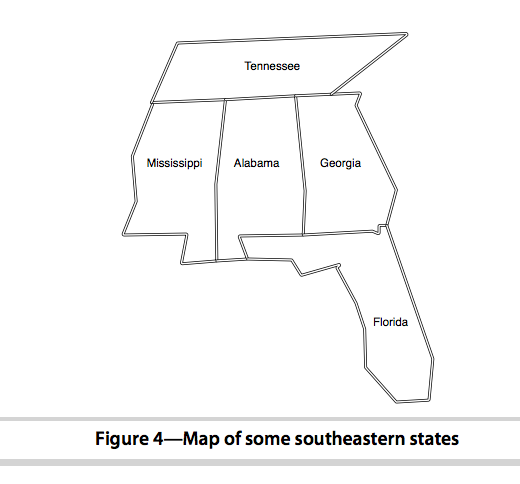 Tennessee
Mississippi Alabama Georgia
Florida
Figure 4—Map of some southeastern states